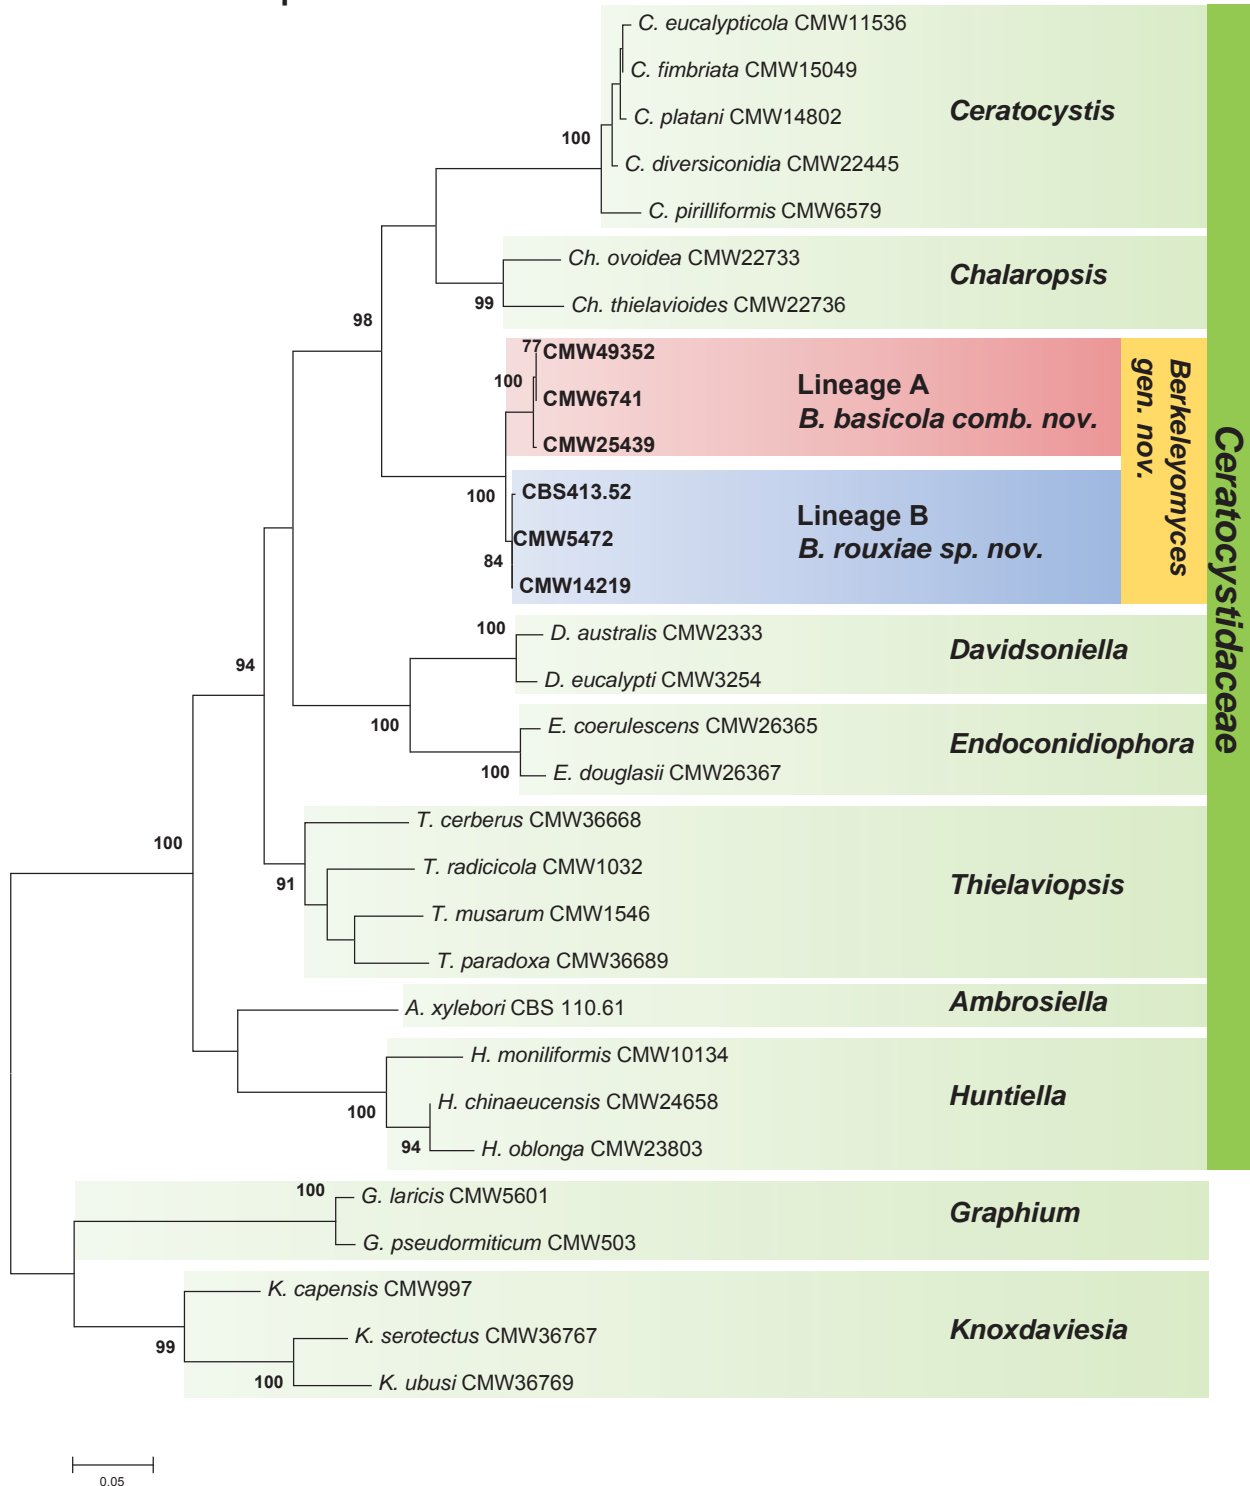 C. eucalypticola CMW11536
C. fimbriata CMW15049
C. platani CMW14802
C. diversiconidia CMW22445
C. pirilliformis CMW6579
100
Ceratocystis
Ch. ovoidea CMW22733
Ch. thielavioides CMW22736
99
Chalaropsis
98
77
CMW49352
100
CMW6741
CMW25439
Lineage A
B. basicola comb. nov.
100
CBS413.52
CMW5472
84
CMW14219
Lineage B
B. rouxiae sp. nov.
Berkeleyomyces
gen. nov.
Ceratocystidaceae
100
D. australis CMW2333
D. eucalypti CMW3254
Davidsoniella
94
100
E. coerulescens CMW26365
E. douglasii CMW26367
100
Endoconidiophora
T. cerberus CMW36668
T. radicicola CMW1032
T. musarum CMW1546
T. paradoxa CMW36689
100
91
Thielaviopsis
A. xylebori CBS 110.61
Ambrosiella
H. moniliformis CMW10134
H. chinaeucensis CMW24658
H. oblonga CMW23803
100
94
Huntiella
100
G. laricis CMW5601
G. pseudormiticum CMW503
Graphium
K. capensis CMW997
K. serotectus CMW36767
K. ubusi CMW36769
99
100
Knoxdaviesia
0.05